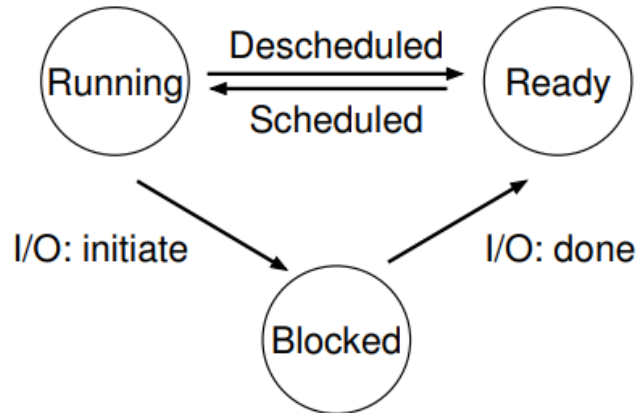 Descheduled
Running
Ready
Scheduled
I/O: initiate
I/O: done
Blocked